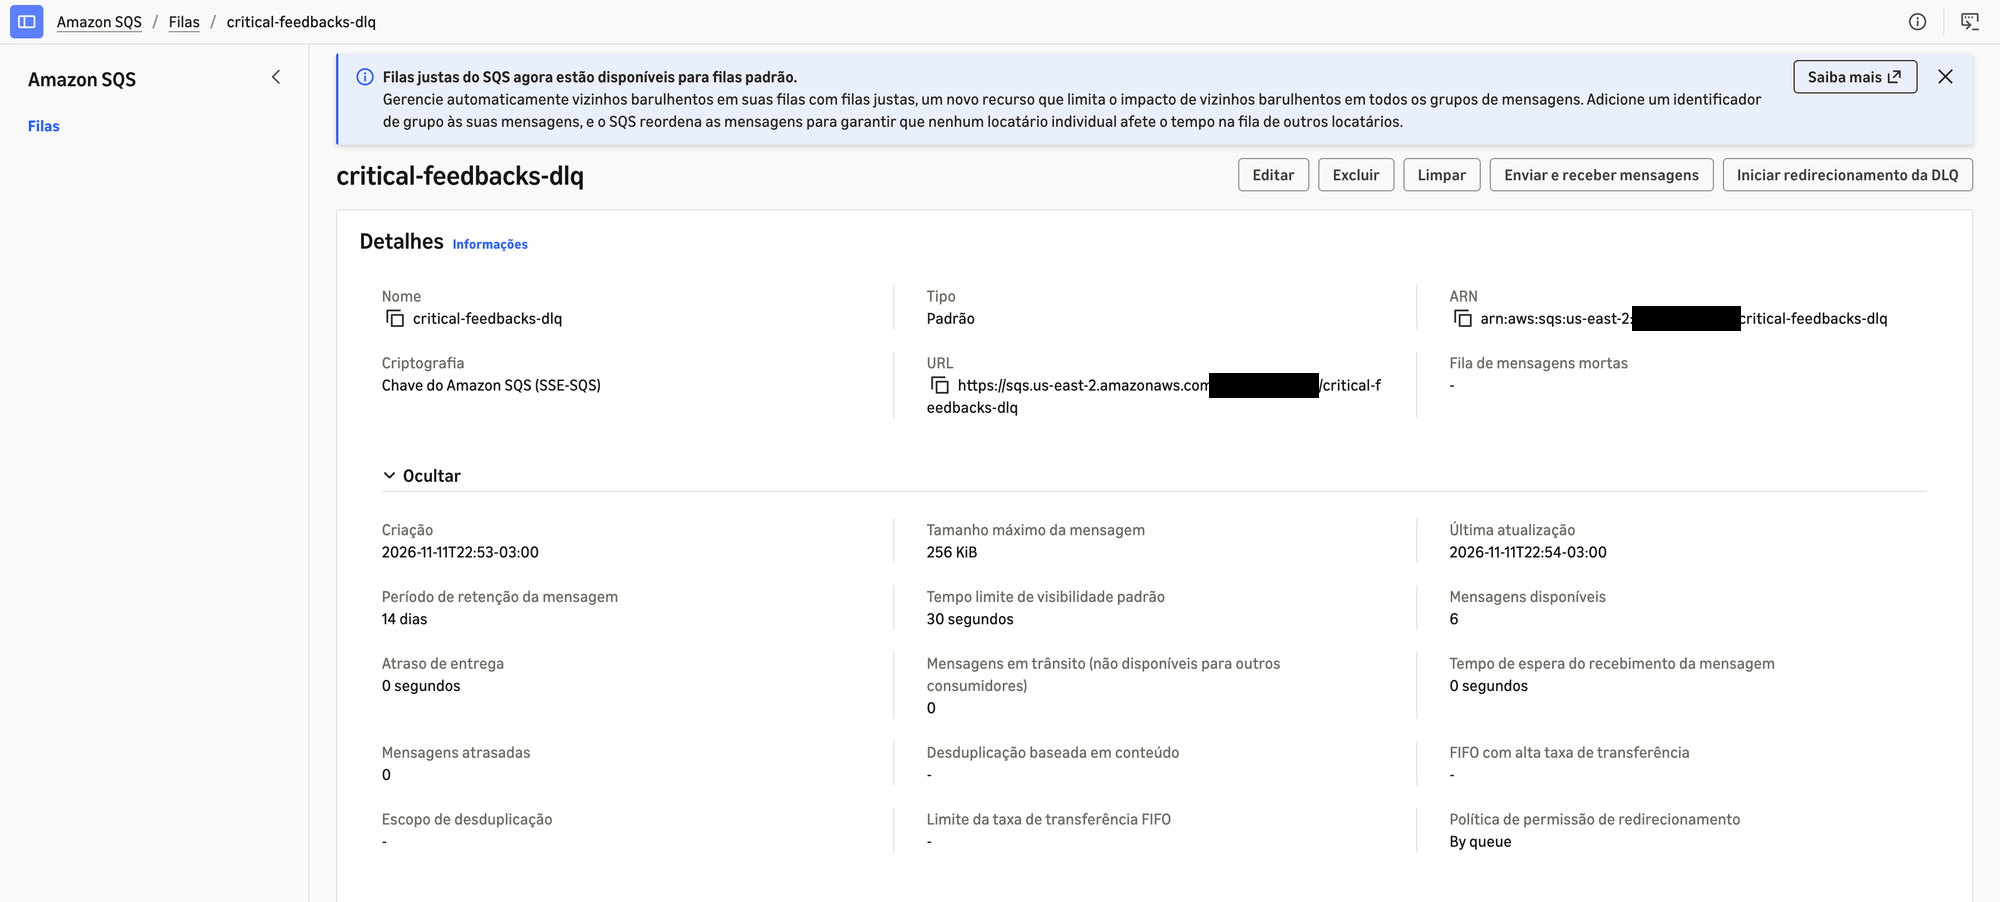 Amazon SQS / Filas / critical-feedbacks-dlq
Amazon SQS
Filas
Filas justas do SQS agora estão disponíveis para filas padrão.
Gerencie automaticamente vizinhos barulhentos em suas filas com filas justas, um novo recurso que limita o impacto de vizinhos barulhentos em todos os grupos de mensagens. Adicione um identificador
de grupo às suas mensagens, e o SQS reordena as mensagens para garantir que nenhum locatário individual afete o tempo na fila de outros locatários.
Saiba mais
critical-feedbacks-dlq
Editar
Excluir
Limpar
Enviar e receber mensagens
Iniciar redirecionamento da DLQ
Detalhes Informações
Nome
critical-feedbacks-dlq
Tipo
Padrão
ARN
arn:aws:sqs:us-east-2: critical-feedbacks-dlq
Criptografia
Chave do Amazon SQS (SSE-SQS)
URL
https://sqs.us-east-2.amazonaws.com /critical-f
eedbacks-dlq
Fila de mensagens mortas
-
Ocultar
Criação
2026-11-11T22:53-03:00
Tamanho máximo da mensagem
256 KiB
Última atualização
2026-11-11T22:54-03:00
Período de retenção da mensagem
14 dias
Tempo limite de visibilidade padrão
30 segundos
Mensagens disponíveis
6
Atraso de entrega
0 segundos
Mensagens em trânsito (não disponíveis para outros
consumidores)
0
Tempo de espera do recebimento da mensagem
0 segundos
Mensagens atrasadas
0
Desduplicação baseada em conteúdo
-
FIFO com alta taxa de transferência
-
Escopo de desduplicação
-
Limite da taxa de transferência FIFO
-
Política de permissão de redirecionamento
By queue